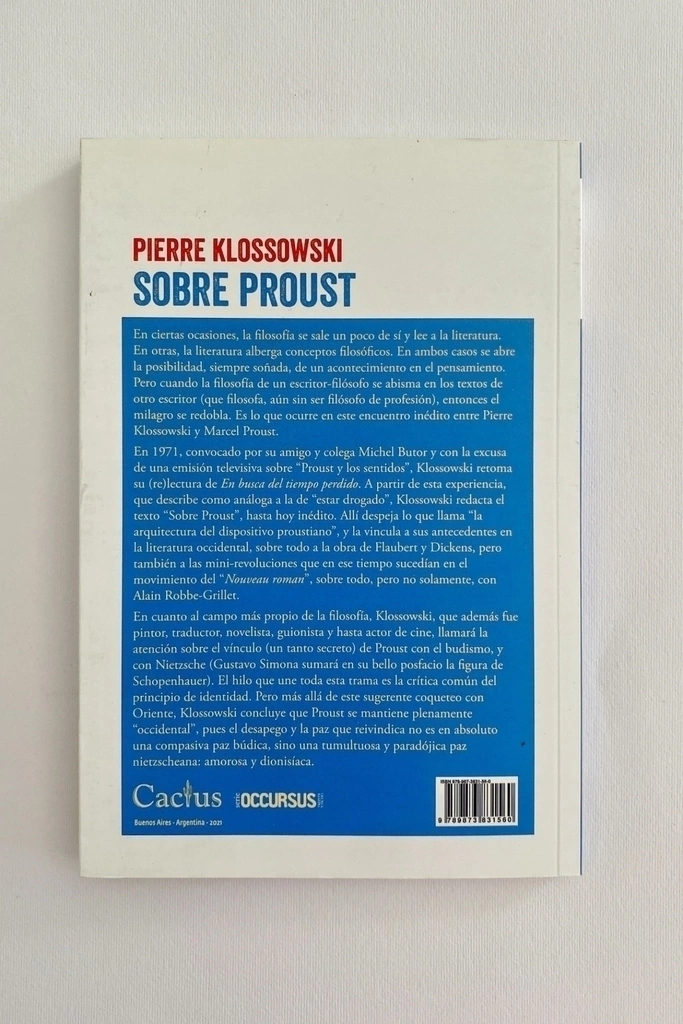 PIERRE KLOSSOWSKI
SOBRE PROUST
En ciertas ocasiones, la filosofía se sale un poco de sí y lee a la literatura.
En otras, la literatura alberga conceptos filosóficos. En ambos casos se abre
la posibilidad, siempre soñada, de un acontecimiento en el pensamiento.
Pero cuando la filosofía de un escritor-filósofo se abisma en los textos de
otro escritor (que filosofa, aún sin ser filósofo de profesión), entonces el
milagro se redobla. Es lo que ocurre en este encuentro inédito entre Pierre
Klossowski y Marcel Proust.
En 1971, convocado por su amigo y colega Michel Butor y con la excusa
de una emisión televisiva sobre “Proust y los sentidos”, Klossowski retoma
su (re)lectura de En busca del tiempo perdido. A partir de esta experiencia,
que describe como análoga a la de “estar drogado”, Klossowski redacta el
texto “Sobre Proust”, hasta hoy inédito. Allí despeja lo que llama “la
arquitectura del dispositivo proustiano”, y la vincula a sus antecedentes en
la literatura occidental, sobre todo a la obra de Flaubert y Dickens, pero
también a las mini-revoluciones que en ese tiempo sucedían en el
movimiento del “Nouveau roman”, sobre todo, pero no solamente, con
Alain Robbe-Grillet.
En cuanto al campo más propio de la filosofía, Klossowski, que además fue
pintor, traductor, novelista, guionista y hasta actor de cine, llamará la
atención sobre el vínculo (un tanto secreto) de Proust con el budismo, y
con Nietzsche (Gustavo Simona sumará en su bello posfacio la figura de
Schopenhauer). El hilo que une toda esta trama es la crítica común del
principio de identidad. Pero más allá de este sugerente coqueteo con
Oriente, Klossowski concluye que Proust se mantiene plenamente
“occidental”, pues el desapego y la paz que reivindica no es en absoluto
una compasiva paz búdica, sino una tumultuosa y paradójica paz
nietzscheana: amorosa y dionisíaca.
Cactus serie OCCURSUS
Buenos Aires - Argentina - 2021
ISBN 978-987-3831-56-0
9 789873 831560